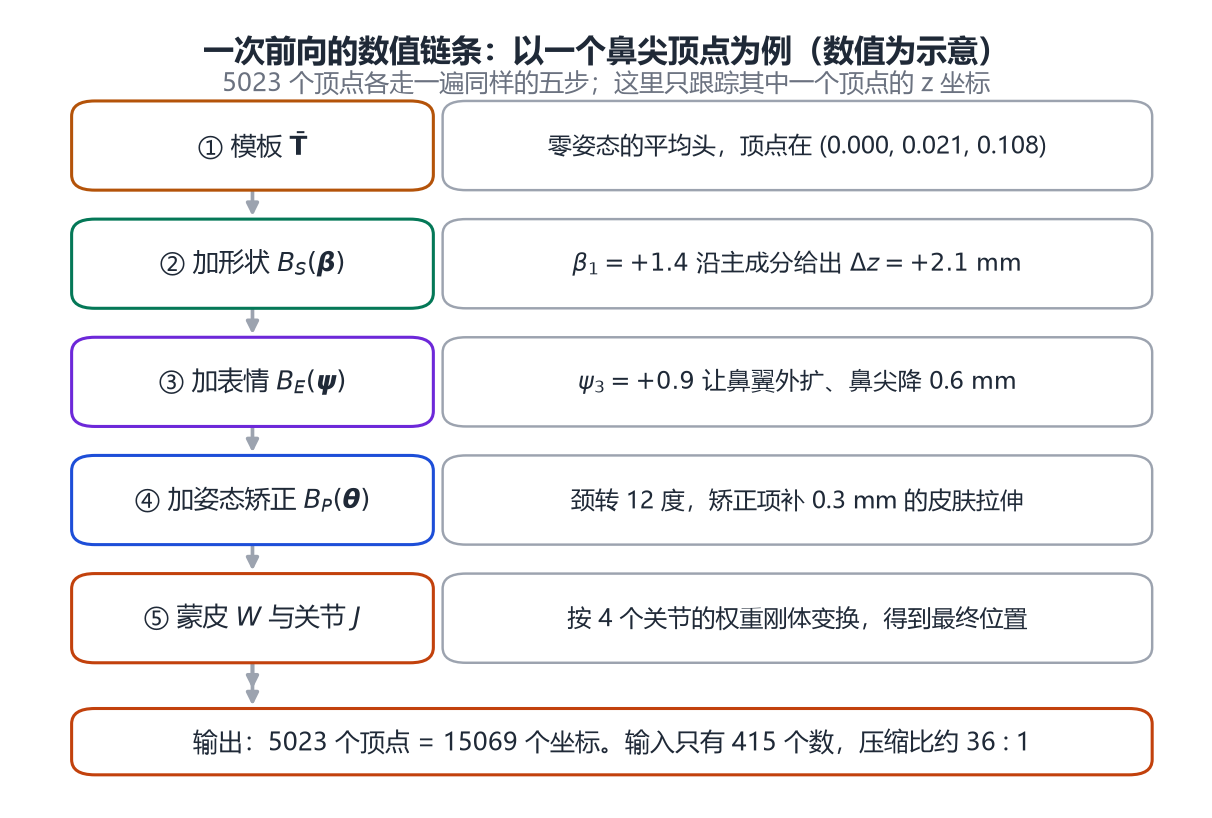 一次前向的数值链条：以一个鼻尖顶点为例（数值为示意）
5023 个顶点各走一遍同样的五步；这里只跟踪其中一个顶点的 z 坐标
① 模板 T̄
零姿态的平均头，顶点在 (0.000, 0.021, 0.108)
② 加形状 B_S(β)
β₁ = +1.4 沿主成分给出 Δz = +2.1 mm
③ 加表情 B_E(ψ)
ψ₃ = +0.9 让鼻翼外扩、鼻尖降 0.6 mm
④ 加姿态矫正 B_P(θ)
颈转 12 度，矫正项补 0.3 mm 的皮肤拉伸
⑤ 蒙皮 W 与关节 J
按 4 个关节的权重刚体变换，得到最终位置
输出：5023 个顶点 = 15069 个坐标。输入只有 415 个数，压缩比约 36 : 1